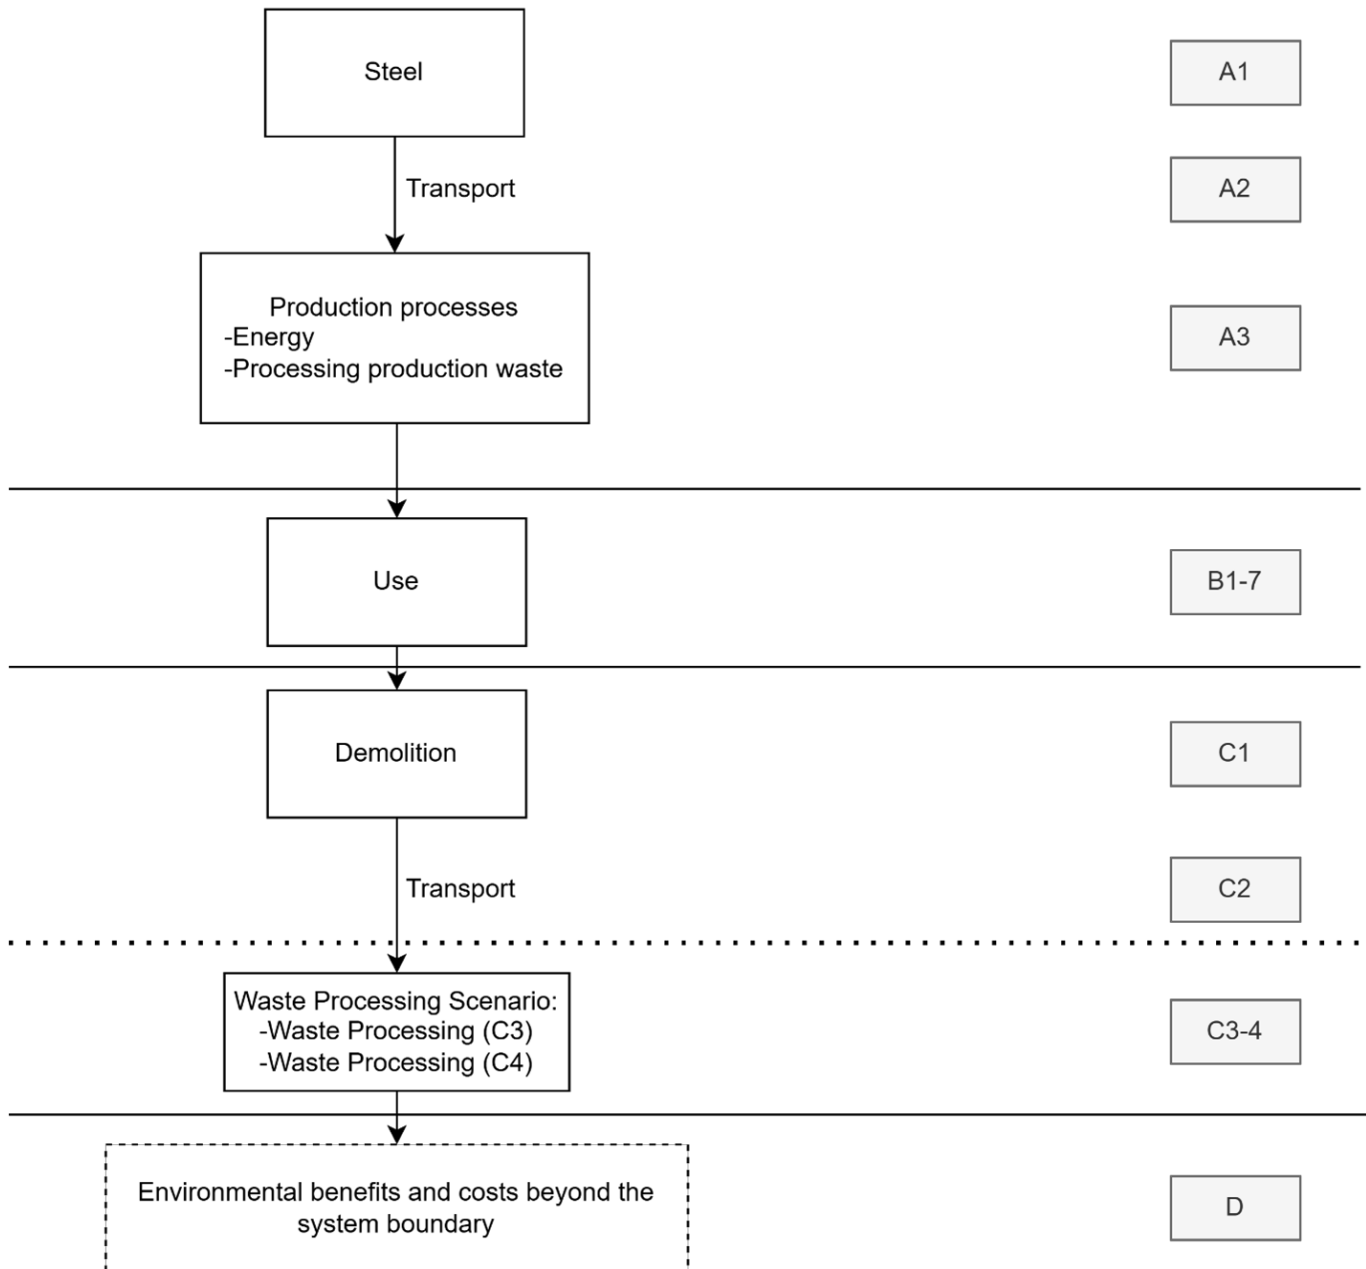 Steel
A1
Transport
A2
Production processes
-Energy
-Processing production waste
A3
Use
B1-7
Demolition
C1
Transport
C2
Waste Processing Scenario:
-Waste Processing (C3)
-Waste Processing (C4)
C3-4
Environmental benefits and costs beyond the
system boundary
D